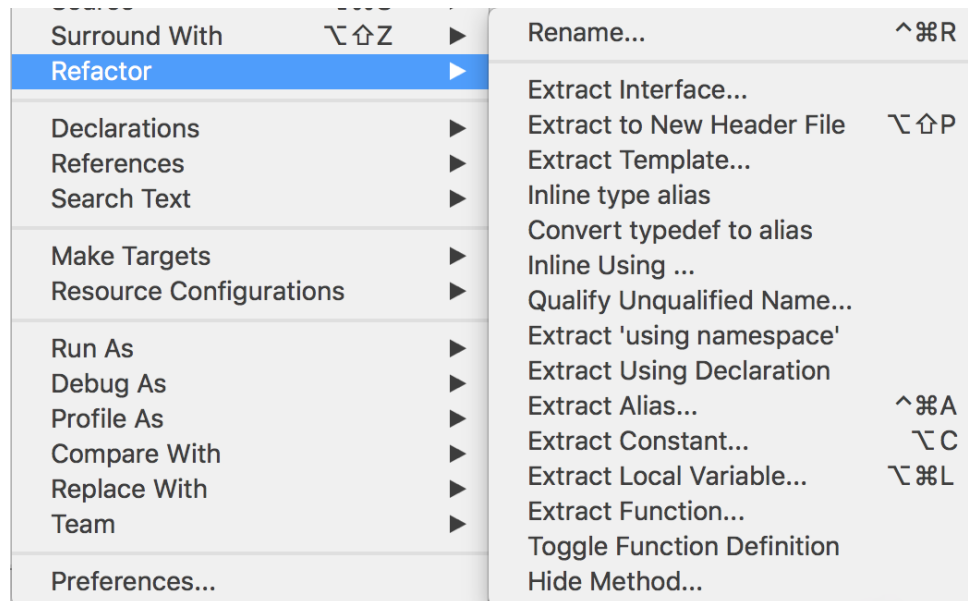 Surround With ⌥⇧Z ▶
Refactor ▶
Declarations ▶
References ▶
Search Text ▶
Make Targets ▶
Resource Configurations ▶
Run As ▶
Debug As ▶
Profile As ▶
Compare With ▶
Replace With ▶
Team ▶
Preferences...
Rename... ^⌘R
Extract Interface...
Extract to New Header File ⌥⇧P
Extract Template...
Inline type alias
Convert typedef to alias
Inline Using ...
Qualify Unqualified Name...
Extract 'using namespace'
Extract Using Declaration
Extract Alias... ^⌘A
Extract Constant... ⌥C
Extract Local Variable... ⌥⌘L
Extract Function...
Toggle Function Definition
Hide Method...